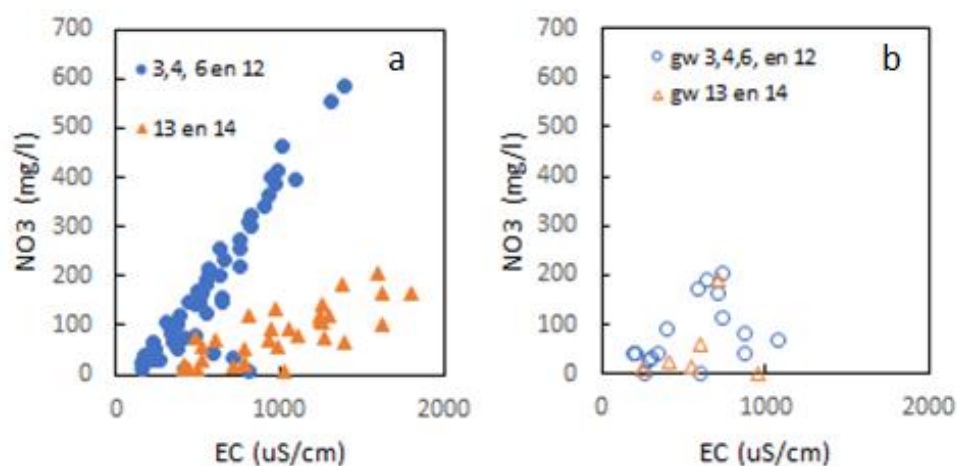 700
600
500
400
300
200
100
0
NO3 (mg/l)
3,4, 6 en 12
13 en 14
a
0
1000
2000
EC (uS/cm)
700
600
500
400
300
200
100
0
NO3 (mg/l)
gw 3,4,6, en 12
gw 13 en 14
b
0
1000
2000
EC (uS/cm)